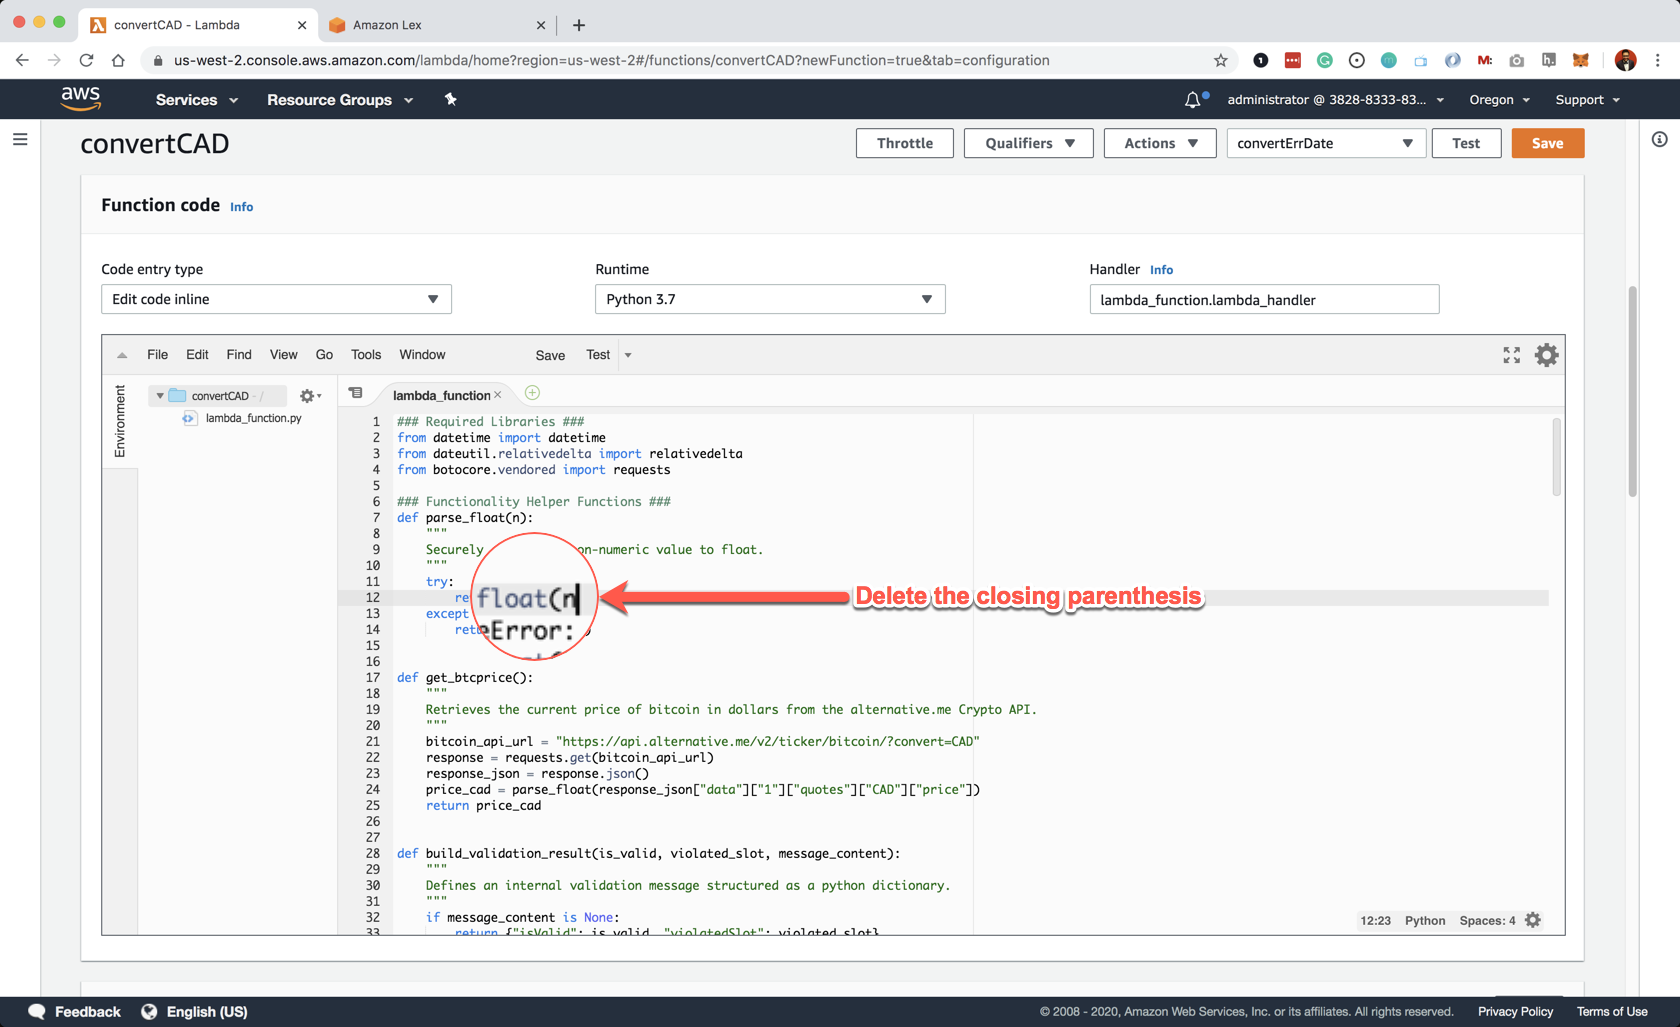 convertCAD - Lambda
Amazon Lex
us-west-2.console.aws.amazon.com/lambda/home?region=us-west-2#/functions/convertCAD?newFunction=true&tab=configuration
aws
Services
Resource Groups
administrator @ 3828-8333-83...
Oregon
Support
convertCAD
Throttle
Qualifiers
Actions
convertErrDate
Test
Save
Function code Info
Code entry type
Runtime
Handler Info
Edit code inline
Python 3.7
lambda_function.lambda_handler
File Edit Find View Go Tools Window Save Test
Environment
convertCAD - /
lambda_function.py
lambda_function
1 ### Required Libraries ###
2 from datetime import datetime
3 from dateutil.relativedelta import relativedelta
4 from botocore.vendored import requests
5
6 ### Functionality Helper Functions ###
7 def parse_float(n):
8 """
9 Securely on-numeric value to float.
10 """
11 try:
12 re float(n
Delete the closing parenthesis
13 except eError:
14 retu
15
16
17 def get_btcprice():
18 """
19 Retrieves the current price of bitcoin in dollars from the alternative.me Crypto API.
20 """
21 bitcoin_api_url = "https://api.alternative.me/v2/ticker/bitcoin/?convert=CAD"
22 response = requests.get(bitcoin_api_url)
23 response_json = response.json()
24 price_cad = parse_float(response_json["data"]["1"]["quotes"]["CAD"]["price"])
25 return price_cad
26
27
28 def build_validation_result(is_valid, violated_slot, message_content):
29 """
30 Defines an internal validation message structured as a python dictionary.
31 """
32 if message_content is None:
33 return {"isValid": is_valid, "violatedSlot": violated_slot}
12:23 Python Spaces: 4
Feedback
English (US)
© 2008 - 2020, Amazon Web Services, Inc. or its affiliates. All rights reserved.
Privacy Policy
Terms of Use